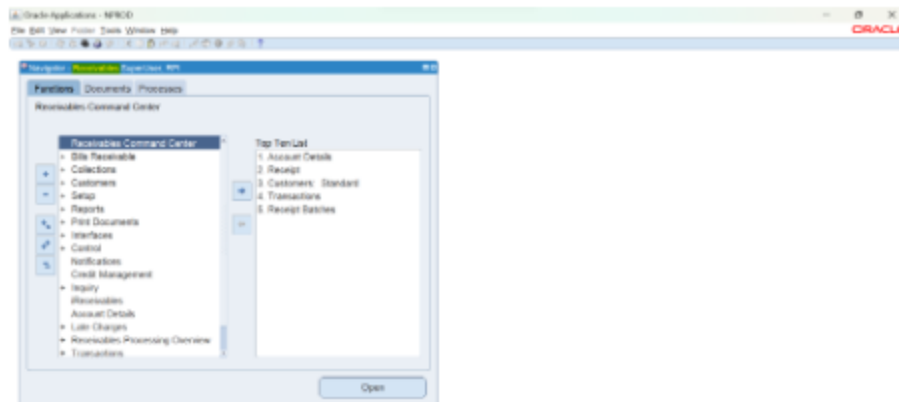 Oracle Applications - NPROD
File Edit View Folder Tools Window Help
ORACLE
Navigator - Receivables Superuser
Functions Documents Processes
Receivables Command Center
Receivables Command Center
+ Bills Receivable
+ Collections
+ Customers
+ Setup
+ Reports
+ Print Documents
+ Interfaces
+ Control
Notifications
Credit Management
+ Inquiry
iReceivables
Account Details
+ Late Charges
+ Receivables Processing Overview
+ Transactions
Top Ten List
1. Account Details
2. Receipt
3. Customers: Standard
4. Transactions
5. Receipt Batches
Open